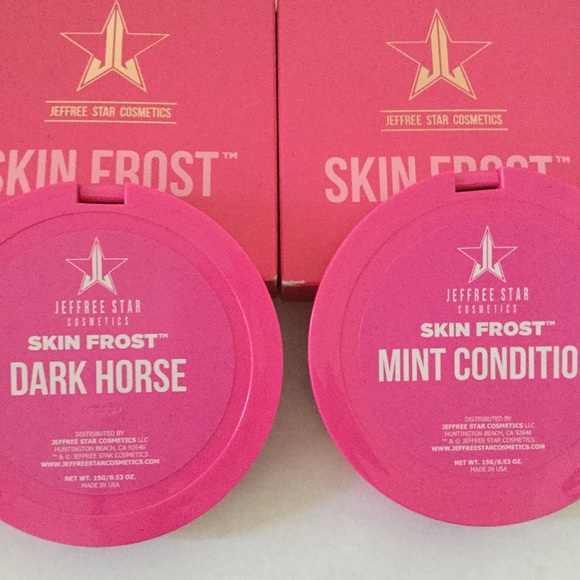 JEFFREE STAR COSMETICS
SKIN FROST™
JEFFREE STAR COSMETICS
SKIN FROST™
JEFFREE STAR
COSMETICS
SKIN FROST™
DARK HORSE
DISTRIBUTED BY
JEFFREE STAR COSMETICS LLC
HUNTINGTON BEACH, CA 92646
™ & © JEFFREE STAR COSMETICS
WWW.JEFFREESTARCOSMETICS.COM
NET WT. 15G/0.53 OZ.
MADE IN USA
JEFFREE STAR
COSMETICS
SKIN FROST™
MINT CONDITIO
DISTRIBUTED BY
JEFFREE STAR COSMETICS LLC
HUNTINGTON BEACH, CA 92646
™ & © JEFFREE STAR COSMETICS
WWW.JEFFREESTARCOSMETICS.COM
NET WT. 15G/0.53 OZ.
MADE IN USA